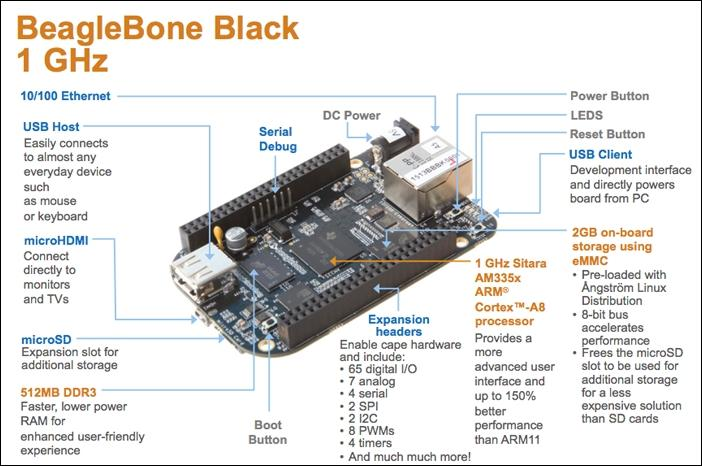 BeagleBone Black
1 GHz
10/100 Ethernet
USB Host
Easily connects
to almost any
everyday device
such
as mouse
or keyboard
microHDMI
Connect
directly to
monitors
and TVs
microSD
Expansion slot for
additional storage
512MB DDR3
Faster, lower power
RAM for
enhanced user-friendly
experience
Serial
Debug
DC Power
Boot
Button
Expansion
headers
Enable cape hardware
and include:
• 65 digital I/O
• 7 analog
• 4 serial
• 2 SPI
• 2 I2C
• 8 PWMs
• 4 timers
• And much much more!
1 GHz Sitara
AM335x
ARM®
Cortex™-A8
processor
Provides a
more
advanced user
interface and
up to 150%
better
performance
than ARM11
Power Button
LEDS
Reset Button
USB Client
Development interface
and directly powers
board from PC
2GB on-board
storage using
eMMC
• Pre-loaded with
Ångström Linux
Distribution
• 8-bit bus
accelerates
performance
• Frees the microSD
slot to be used for
additional storage
for a less
expensive solution
than SD cards